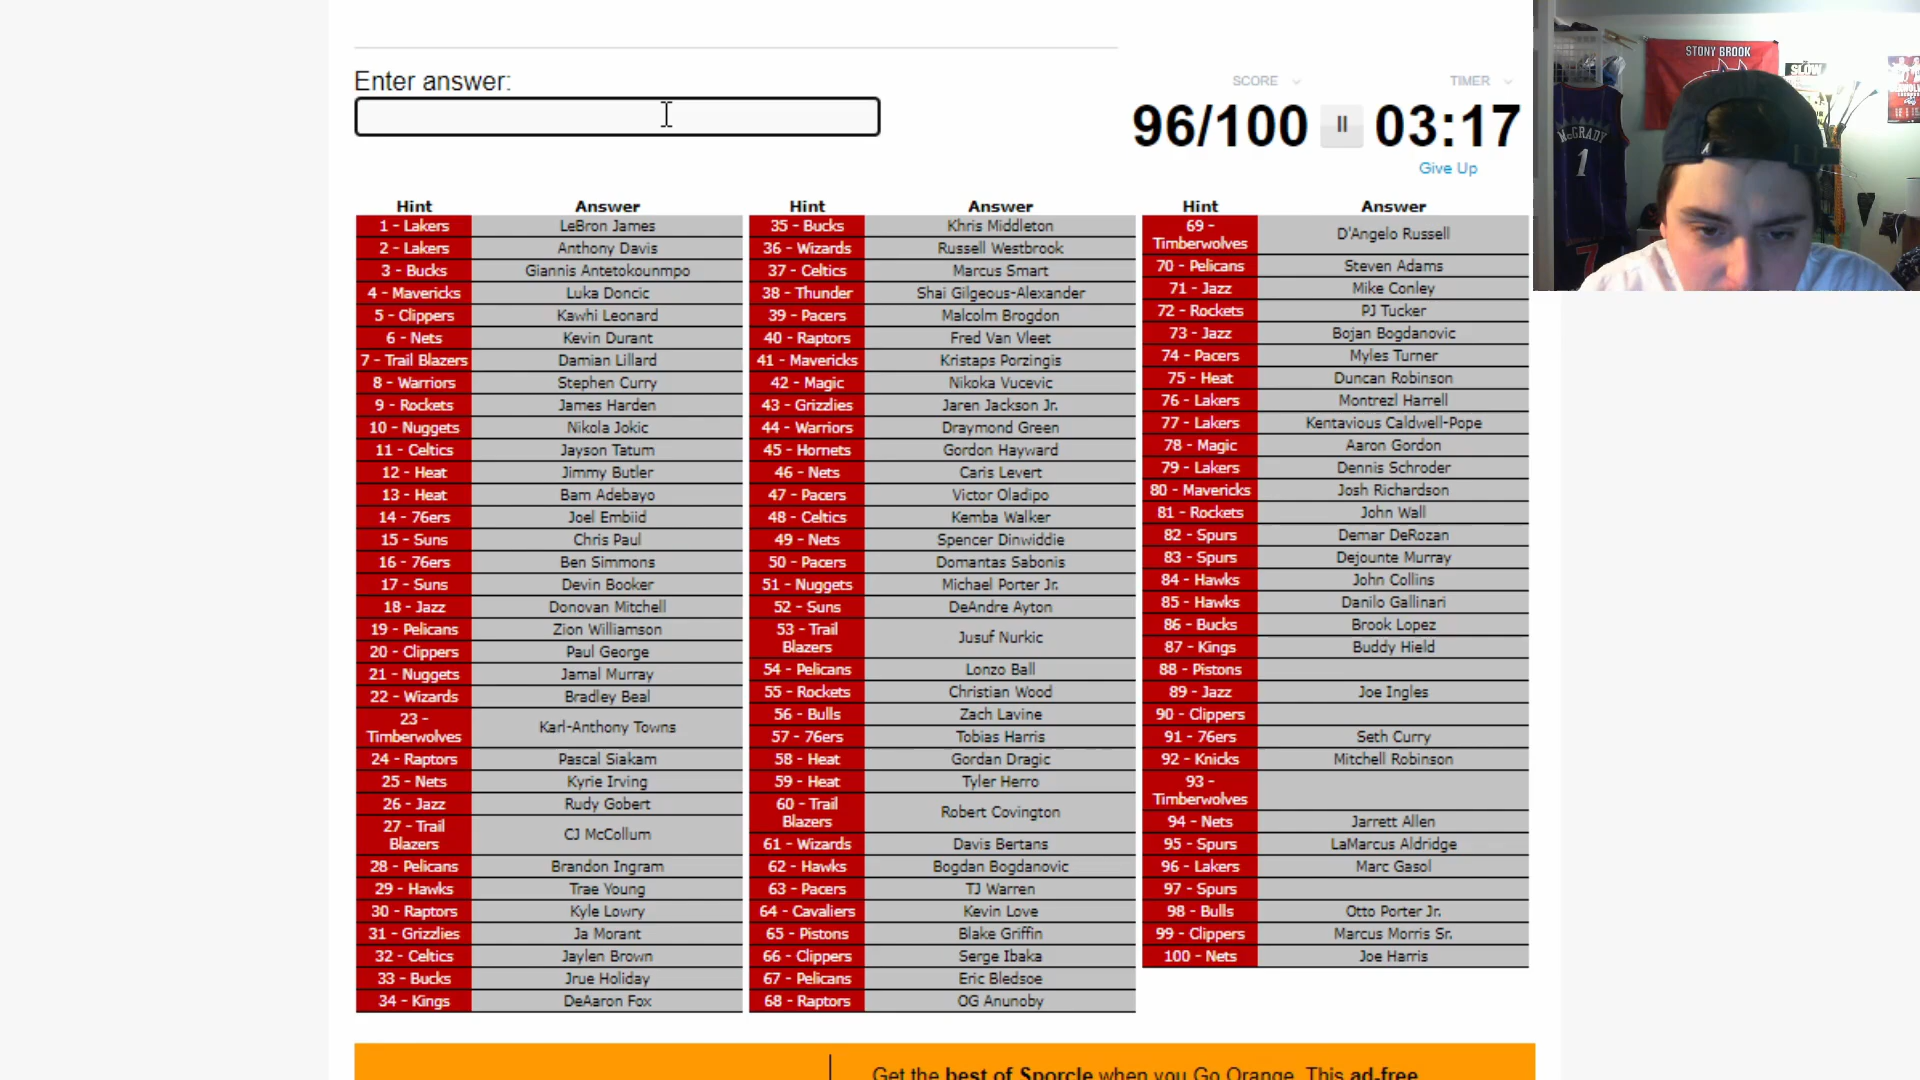 STONY BROOK
SLOW
McGRADY
1
7
Enter answer:
SCORE
TIMER
96/100
03:17
Give Up
Hint Answer
1 - Lakers LeBron James
2 - Lakers Anthony Davis
3 - Bucks Giannis Antetokounmpo
4 - Mavericks Luka Doncic
5 - Clippers Kawhi Leonard
6 - Nets Kevin Durant
7 - Trail Blazers Damian Lillard
8 - Warriors Stephen Curry
9 - Rockets James Harden
10 - Nuggets Nikola Jokic
11 - Celtics Jayson Tatum
12 - Heat Jimmy Butler
13 - Heat Bam Adebayo
14 - 76ers Joel Embiid
15 - Suns Chris Paul
16 - 76ers Ben Simmons
17 - Suns Devin Booker
18 - Jazz Donovan Mitchell
19 - Pelicans Zion Williamson
20 - Clippers Paul George
21 - Nuggets Jamal Murray
22 - Wizards Bradley Beal
23 -
Timberwolves Karl-Anthony Towns
24 - Raptors Pascal Siakam
25 - Nets Kyrie Irving
26 - Jazz Rudy Gobert
27 - Trail
Blazers CJ McCollum
28 - Pelicans Brandon Ingram
29 - Hawks Trae Young
30 - Raptors Kyle Lowry
31 - Grizzlies Ja Morant
32 - Celtics Jaylen Brown
33 - Bucks Jrue Holiday
34 - Kings DeAaron Fox
Hint Answer
35 - Bucks Khris Middleton
36 - Wizards Russell Westbrook
37 - Celtics Marcus Smart
38 - Thunder Shai Gilgeous-Alexander
39 - Pacers Malcolm Brogdon
40 - Raptors Fred Van Vleet
41 - Mavericks Kristaps Porzingis
42 - Magic Nikoka Vucevic
43 - Grizzlies Jaren Jackson Jr.
44 - Warriors Draymond Green
45 - Hornets Gordon Hayward
46 - Nets Caris Levert
47 - Pacers Victor Oladipo
48 - Celtics Kemba Walker
49 - Nets Spencer Dinwiddie
50 - Pacers Domantas Sabonis
51 - Nuggets Michael Porter Jr.
52 - Suns DeAndre Ayton
53 - Trail
Blazers Jusuf Nurkic
54 - Pelicans Lonzo Ball
55 - Rockets Christian Wood
56 - Bulls Zach Lavine
57 - 76ers Tobias Harris
58 - Heat Gordan Dragic
59 - Heat Tyler Herro
60 - Trail
Blazers Robert Covington
61 - Wizards Davis Bertans
62 - Hawks Bogdan Bogdanovic
63 - Pacers TJ Warren
64 - Cavaliers Kevin Love
65 - Pistons Blake Griffin
66 - Clippers Serge Ibaka
67 - Pelicans Eric Bledsoe
68 - Raptors OG Anunoby
Hint Answer
69 -
Timberwolves D'Angelo Russell
70 - Pelicans Steven Adams
71 - Jazz Mike Conley
72 - Rockets PJ Tucker
73 - Jazz Bojan Bogdanovic
74 - Pacers Myles Turner
75 - Heat Duncan Robinson
76 - Lakers Montrezl Harrell
77 - Lakers Kentavious Caldwell-Pope
78 - Magic Aaron Gordon
79 - Lakers Dennis Schroder
80 - Mavericks Josh Richardson
81 - Rockets John Wall
82 - Spurs Demar DeRozan
83 - Spurs Dejounte Murray
84 - Hawks John Collins
85 - Hawks Danilo Gallinari
86 - Bucks Brook Lopez
87 - Kings Buddy Hield
88 - Pistons
89 - Jazz Joe Ingles
90 - Clippers
91 - 76ers Seth Curry
92 - Knicks Mitchell Robinson
93 -
Timberwolves
94 - Nets Jarrett Allen
95 - Spurs LaMarcus Aldridge
96 - Lakers Marc Gasol
97 - Spurs
98 - Bulls Otto Porter Jr.
99 - Clippers Marcus Morris Sr.
100 - Nets Joe Harris
Get the best of Sporcle when you Go Orange. This ad-free